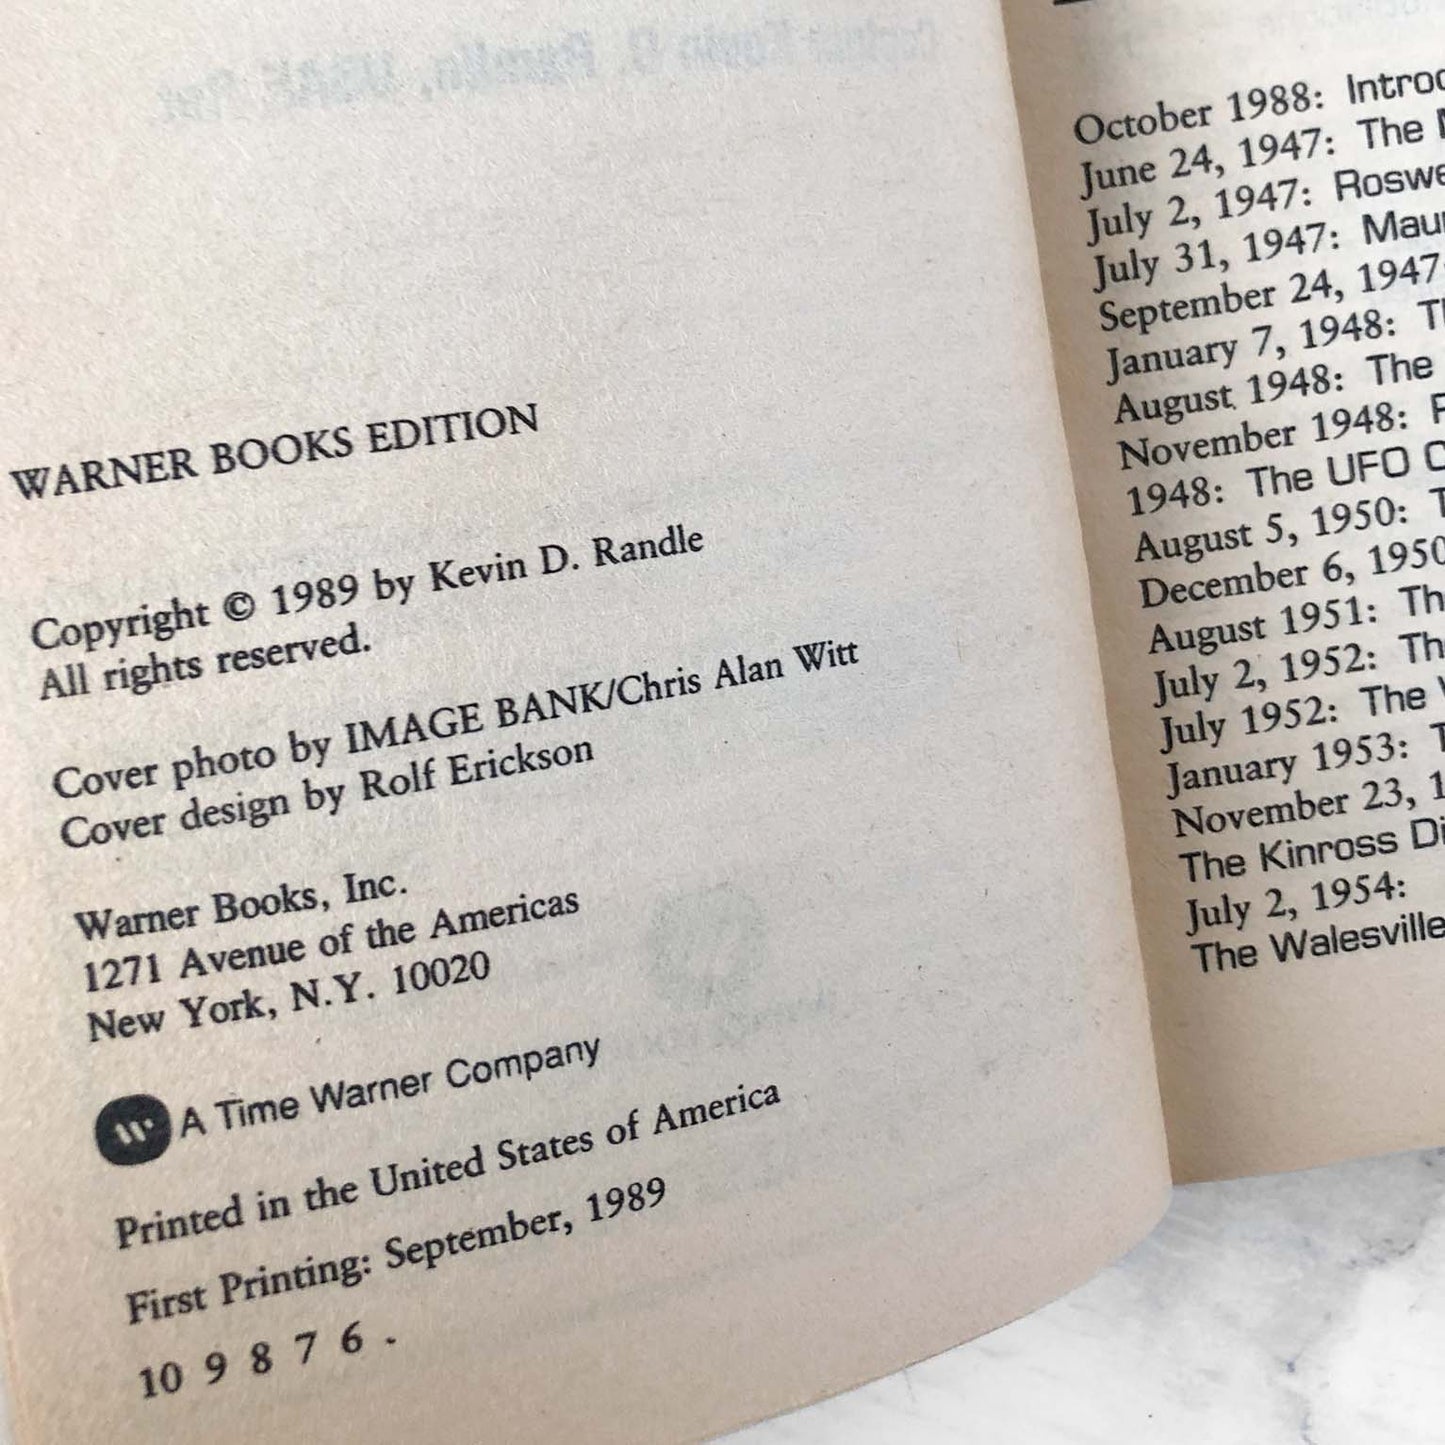 WARNER BOOKS EDITION
Copyright © 1989 by Kevin D. Randle
All rights reserved.
Cover photo by IMAGE BANK/Chris Alan Witt
Cover design by Rolf Erickson
Warner Books, Inc.
1271 Avenue of the Americas
New York, N.Y. 10020
A Time Warner Company
Printed in the United States of America
First Printing: September, 1989
10 9 8 7 6
October 1988:
June 24, 1947: The
July 2, 1947:
July 31, 1947:
September 24, 1947:
January 7, 1948:
August 1948: The
November 1948:
1948: The UFO
August 5, 1950:
December 6, 1950
August 1951:
July 2, 1952:
July 1952: The
January 1953:
November 23,
The Kinross
July 2, 1954:
The Walesville